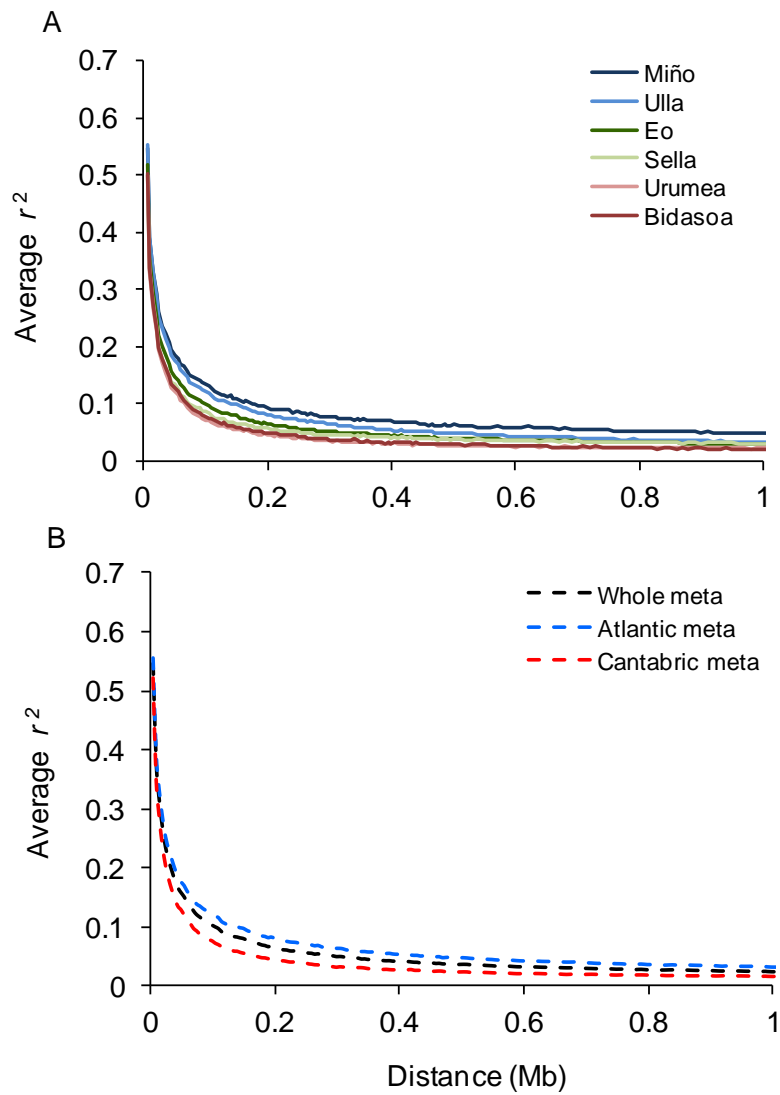 A
0.7
0.6
0.5
0.4
0.3
0.2
0.1
0
Average r²
Miño
Ulla
Eo
Sella
Urumea
Bidasoa
0 0.2 0.4 0.6 0.8 1
B
0.7
0.6
0.5
0.4
0.3
0.2
0.1
0
Average r²
Whole meta
Atlantic meta
Cantabric meta
0 0.2 0.4 0.6 0.8 1
Distance (Mb)